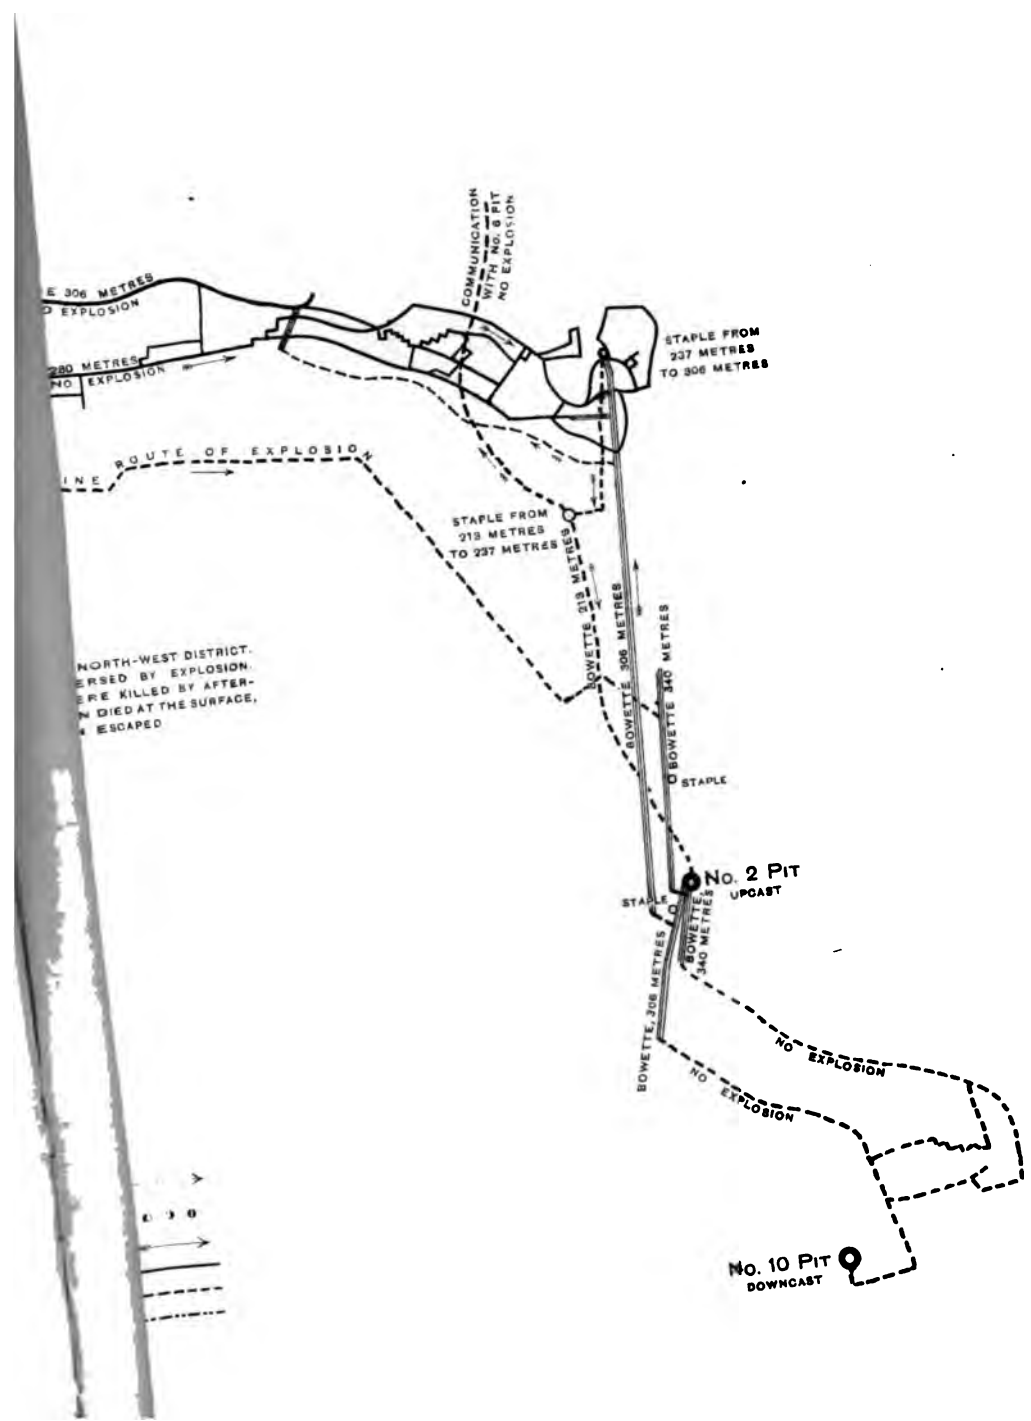 COMMUNICATION
WITH No. 6 PIT
NO EXPLOSION
E 306 METRES
O EXPLOSION
STAPLE FROM
237 METRES
TO 306 METRES
280 METRES
NO EXPLOSION
ROUTE OF EXPLOSION
INE
STAPLE FROM
213 METRES
TO 237 METRES
BOWETTE 213 METRES
BOWETTE 306 METRES
BOWETTE 340 METRES
NORTH-WEST DISTRICT.
ERSED BY EXPLOSION.
ERE KILLED BY AFTER-
N DIED AT THE SURFACE,
ESCAPED
STAPLE
No. 2 PIT
UPCAST
STAPLE
BOWETTE,
340 METRES
BOWETTE, 306 METRES
NO EXPLOSION
NO EXPLOSION
No. 10 PIT
DOWNCAST